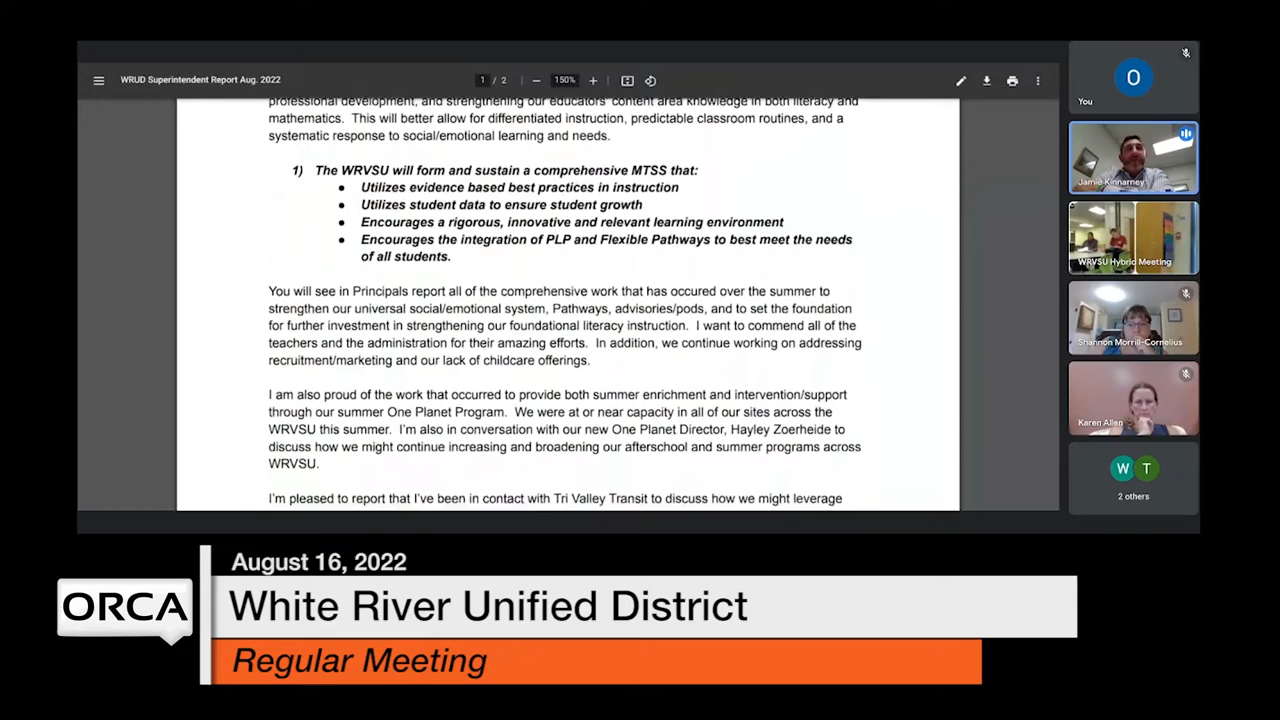 WRUD Superintendent Report Aug. 2022
1 / 2
150%
professional development, and strengthening our educators' content area knowledge in both literacy and
mathematics. This will better allow for differentiated instruction, predictable classroom routines, and a
systematic response to social/emotional learning and needs.
1) The WRVSU will form and sustain a comprehensive MTSS that:
● Utilizes evidence based best practices in instruction
● Utilizes student data to ensure student growth
● Encourages a rigorous, innovative and relevant learning environment
● Encourages the integration of PLP and Flexible Pathways to best meet the needs
of all students.
You will see in Principals report all of the comprehensive work that has occured over the summer to
strengthen our universal social/emotional system, Pathways, advisories/pods, and to set the foundation
for further investment in strengthening our foundational literacy instruction. I want to commend all of the
teachers and the administration for their amazing efforts. In addition, we continue working on addressing
recruitment/marketing and our lack of childcare offerings.
I am also proud of the work that occurred to provide both summer enrichment and intervention/support
through our summer One Planet Program. We were at or near capacity in all of our sites across the
WRVSU this summer. I'm also in conversation with our new One Planet Director, Hayley Zoerheide to
discuss how we might continue increasing and broadening our afterschool and summer programs across
WRVSU.
I'm pleased to report that I've been in contact with Tri Valley Transit to discuss how we might leverage
O
You
Jamie Kinnarney
WRVSU Hybric Meeting
Shannon Morrill-Cornelius
Karen Allen
W T
2 others
August 16, 2022
ORCA
White River Unified District
Regular Meeting